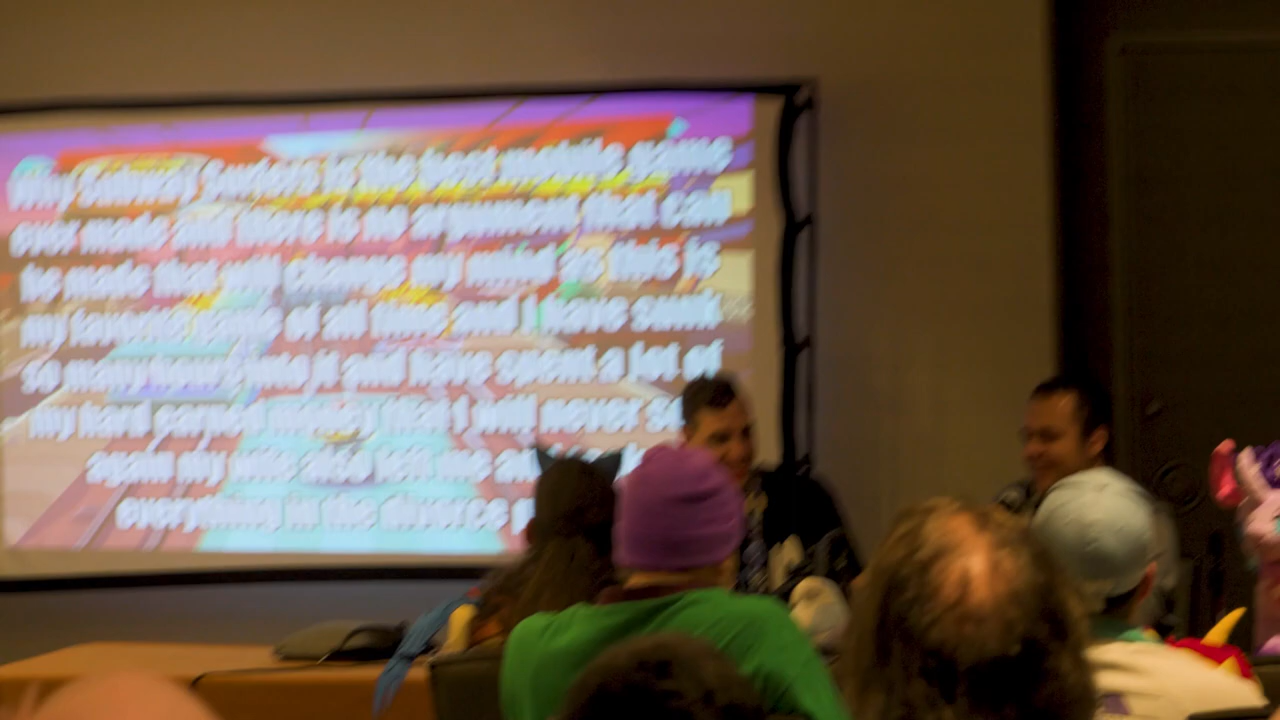 Why Subway Surfers is the best mobile game
ever made and there is no argument that can
be made that will change my mind as this is
my favorite game of all time and I have sunk
so many hours into it and have spent a lot of
my hard earned money that I will never s
again my wife also left me and
everything in the divorce p